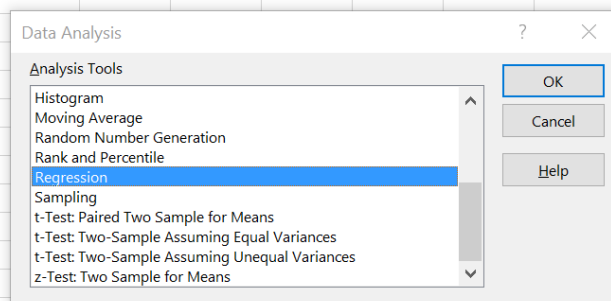 Data Analysis
?
Analysis Tools
Histogram
Moving Average
Random Number Generation
Rank and Percentile
Regression
Sampling
t-Test: Paired Two Sample for Means
t-Test: Two-Sample Assuming Equal Variances
t-Test: Two-Sample Assuming Unequal Variances
z-Test: Two Sample for Means
OK
Cancel
Help